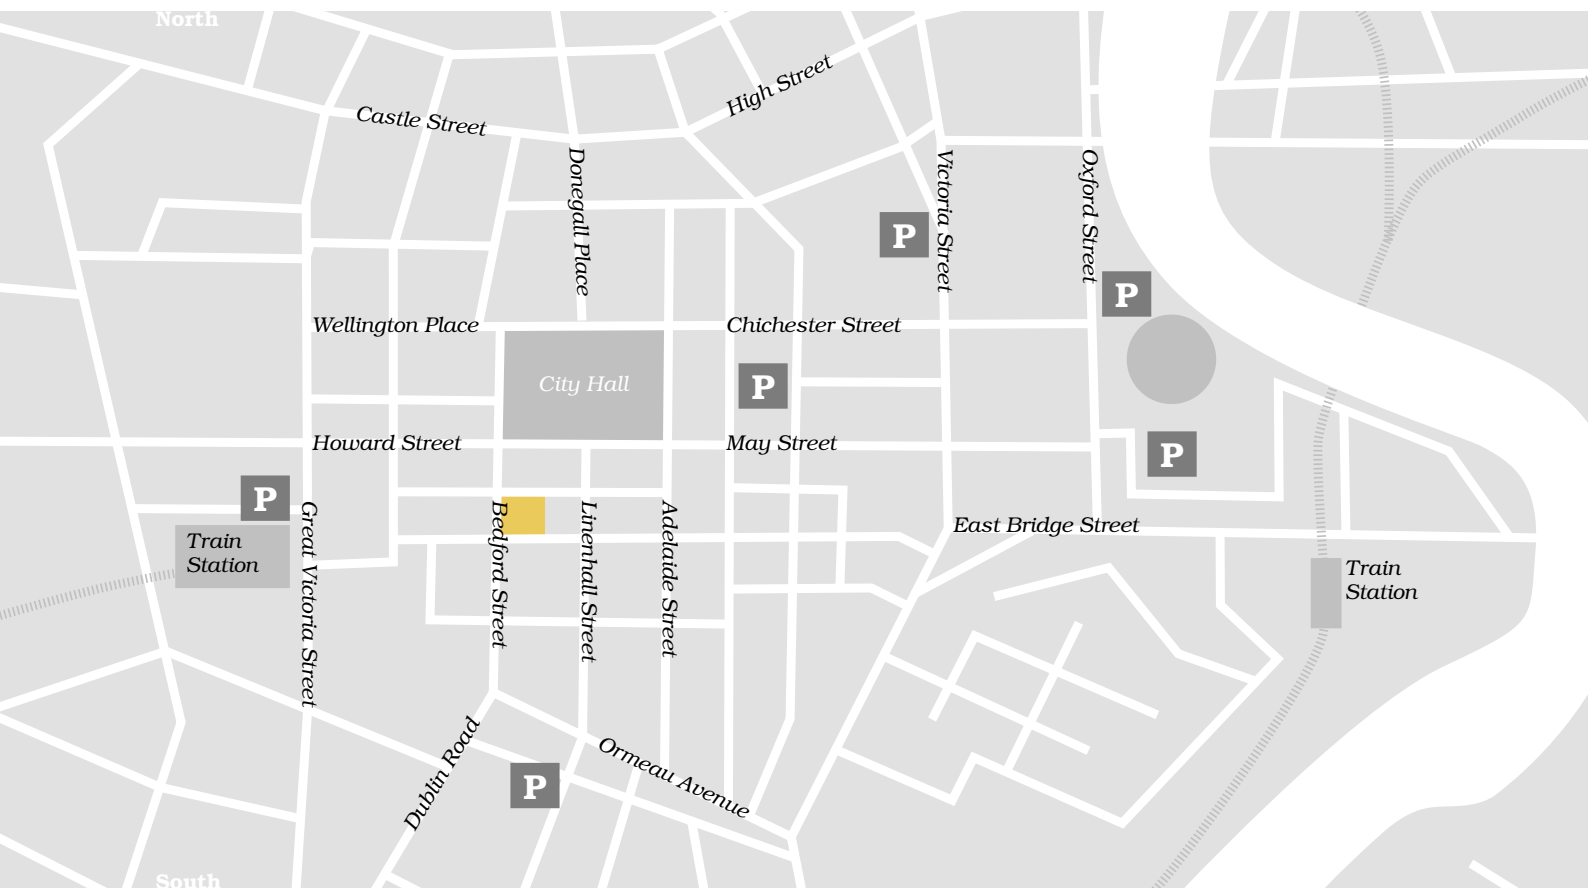 North
High Street
Castle Street
Donegall Place
Victoria Street
Oxford Street
P
P
Wellington Place
Chichester Street
City Hall
P
Howard Street
May Street
P
P
Great Victoria Street
Bedford Street
Linenhall Street
Adelaide Street
East Bridge Street
Train
Station
Train
Station
Dublin Road
Ormeau Avenue
P
South